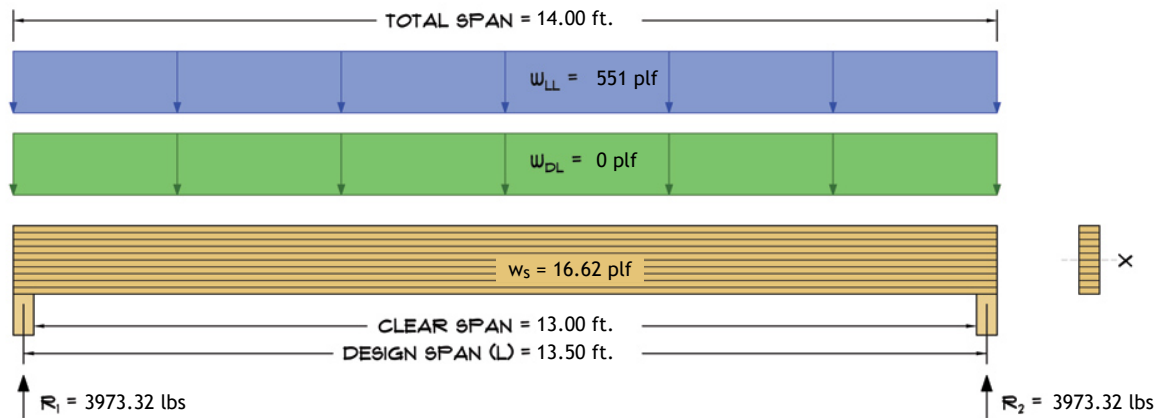 TOTAL SPAN = 14.00 ft.
wLL = 551 plf
wDL = 0 plf
wS = 16.62 plf
X
CLEAR SPAN = 13.00 ft.
DESIGN SPAN (L) = 13.50 ft.
R1 = 3973.32 lbs
R2 = 3973.32 lbs